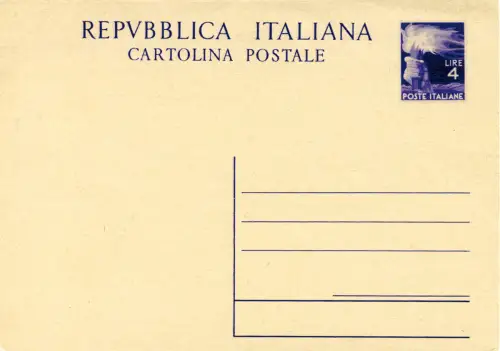 REPVBBLICA ITALIANA
CARTOLINA POSTALE
LIRE
4
POSTE ITALIANE